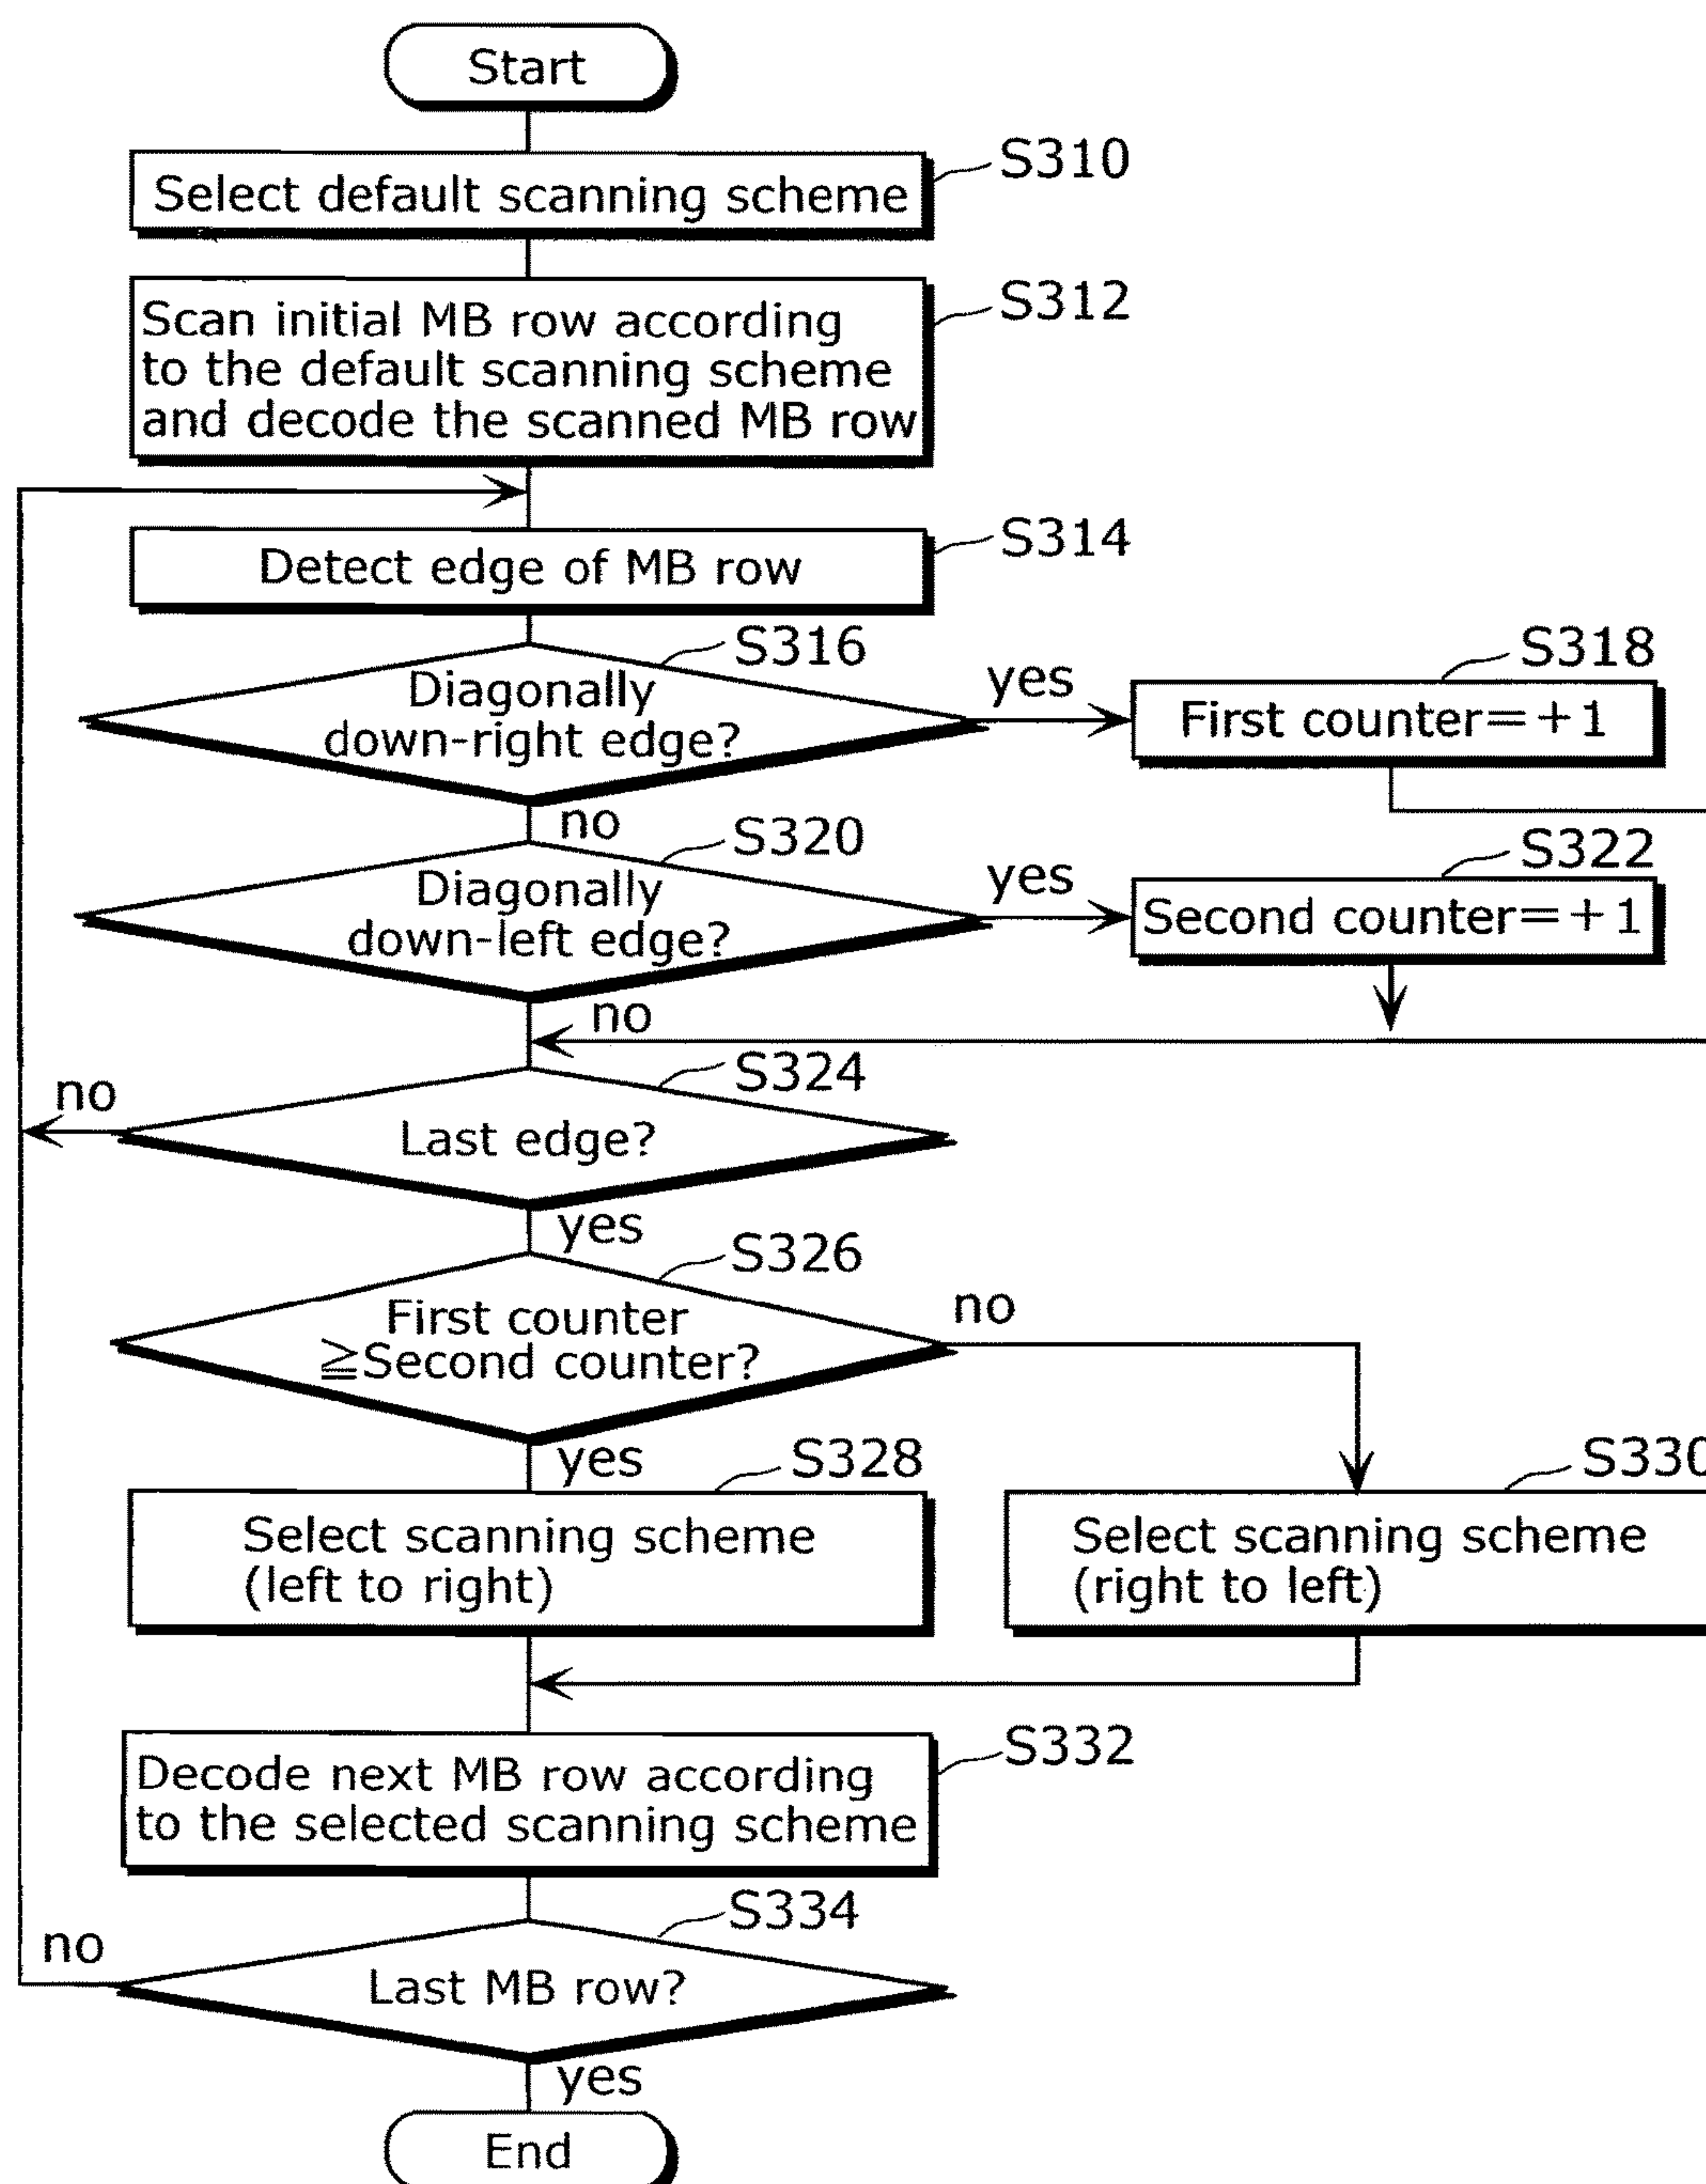 Start
S310
Select default scanning scheme
S312
Scan initial MB row according
to the default scanning scheme
and decode the scanned MB row
S314
Detect edge of MB row
S316
Diagonally
down-right edge?
yes
S318
First counter=+1
no
S320
Diagonally
down-left edge?
yes
S322
Second counter=+1
no
S324
Last edge?
no
yes
S326
First counter
≧Second counter?
no
yes
S328
Select scanning scheme
(left to right)
S330
Select scanning scheme
(right to left)
S332
Decode next MB row according
to the selected scanning scheme
S334
Last MB row?
no
yes
End